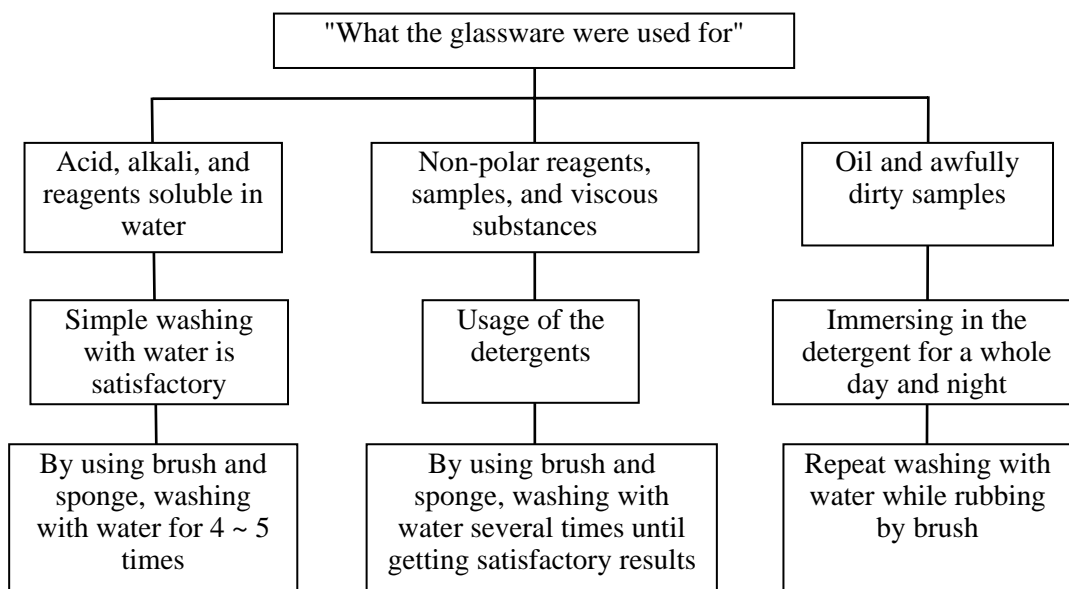 "What the glassware were used for"
Acid, alkali, and
reagents soluble in
water
Non-polar reagents,
samples, and viscous
substances
Oil and awfully
dirty samples
Simple washing
with water is
satisfactory
Usage of the
detergents
Immersing in the
detergent for a whole
day and night
By using brush and
sponge, washing
with water for 4 ~ 5
times
By using brush and
sponge, washing with
water several times until
getting satisfactory results
Repeat washing with
water while rubbing
by brush